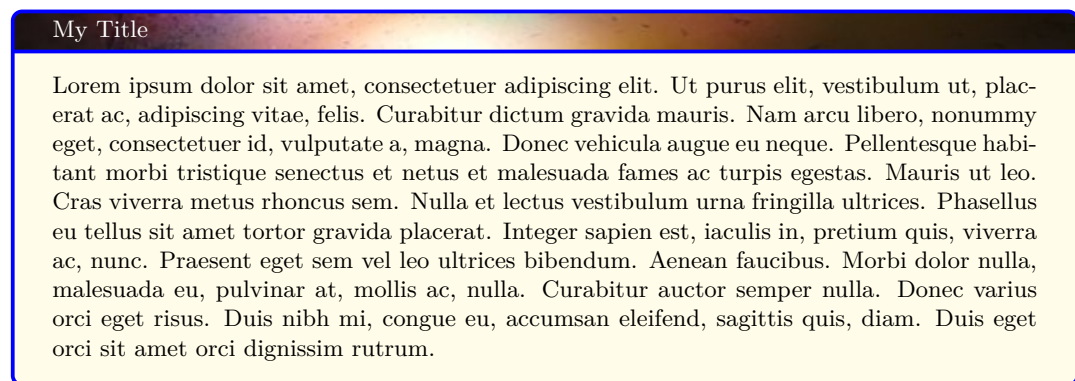 My Title
Lorem ipsum dolor sit amet, consectetuer adipiscing elit. Ut purus elit, vestibulum ut, plac-
erat ac, adipiscing vitae, felis. Curabitur dictum gravida mauris. Nam arcu libero, nonummy
eget, consectetuer id, vulputate a, magna. Donec vehicula augue eu neque. Pellentesque habi-
tant morbi tristique senectus et netus et malesuada fames ac turpis egestas. Mauris ut leo.
Cras viverra metus rhoncus sem. Nulla et lectus vestibulum urna fringilla ultrices. Phasellus
eu tellus sit amet tortor gravida placerat. Integer sapien est, iaculis in, pretium quis, viverra
ac, nunc. Praesent eget sem vel leo ultrices bibendum. Aenean faucibus. Morbi dolor nulla,
malesuada eu, pulvinar at, mollis ac, nulla. Curabitur auctor semper nulla. Donec varius
orci eget risus. Duis nibh mi, congue eu, accumsan eleifend, sagittis quis, diam. Duis eget
orci sit amet orci dignissim rutrum.